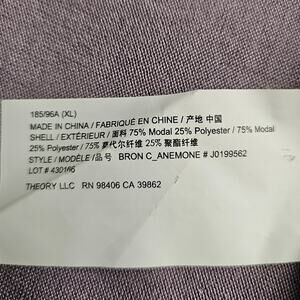 185/96A (XL)
MADE IN CHINA / FABRIQUÉ EN CHINE / 产地 中国
SHELL / EXTÉRIEUR / 面料 75% Modal 25% Polyester / 75% Modal
25% Polyester / 75% 莫代尔纤维 25% 聚酯纤维
STYLE / MODÈLE /品号 BRON C_ANEMONE # J0199562
LOT # 430166
THEORY LLC RN 98406 CA 39862